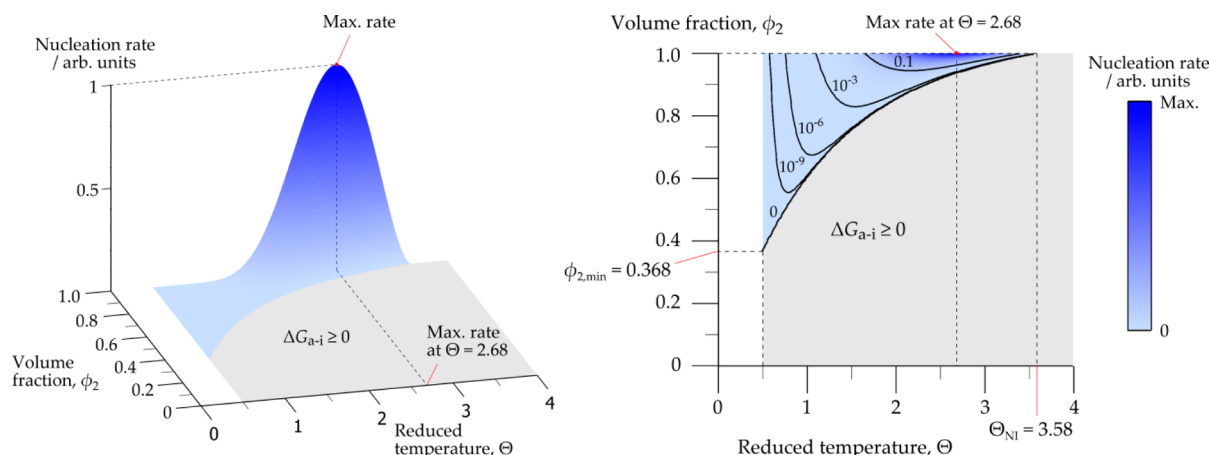 Max. rate
Nucleation rate
/ arb. units
1
0.5
1.0
0.8
0.6
0.4
0.2
0
Volume
fraction, ϕ₂
ΔGₐ₋ᵢ ≥ 0
Max. rate
at Θ = 2.68
0
1
2
3
4
Reduced
temperature, Θ
Volume fraction, ϕ₂
Max rate at Θ = 2.68
1.0
0.8
0.6
0.4
0.2
0
0.1
10⁻³
10⁻⁶
10⁻⁹
0
ΔGₐ₋ᵢ ≥ 0
ϕ₂,min = 0.368
0
1
2
3
4
Θ_NI = 3.58
Reduced temperature, Θ
Nucleation rate
/ arb. units
Max.
0